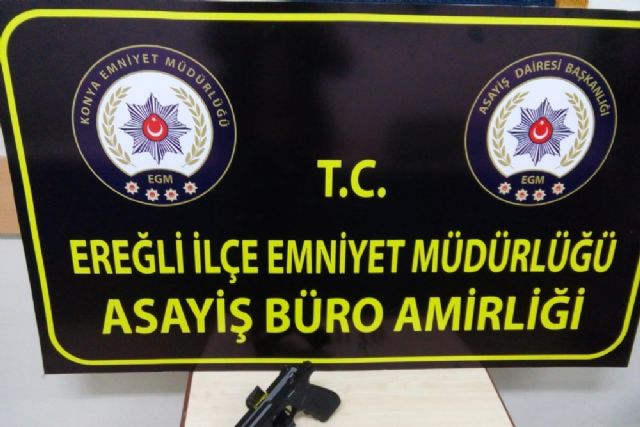 KONYA EMNİYET MÜDÜRLÜĞÜ
EGM
ASAYİŞ DAİRESİ BAŞKANLIĞI
EGM
T.C.
EREĞLİ İLÇE EMNİYET MÜDÜRLÜĞÜ
ASAYİŞ BÜRO AMİRLİĞİ